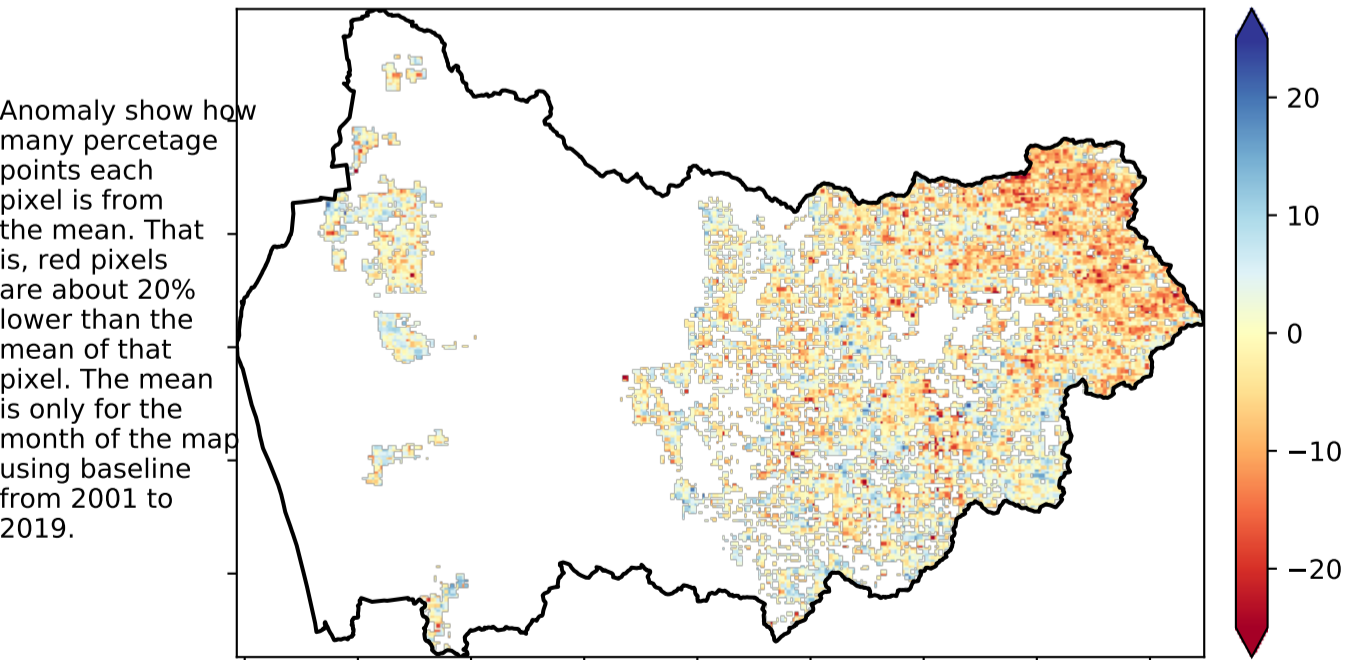 Anomaly show how
many percetage
points each
pixel is from
the mean. That
is, red pixels
are about 20%
lower than the
mean of that
pixel. The mean
is only for the
month of the map
using baseline
from 2001 to
2019.
20
10
0
−10
−20